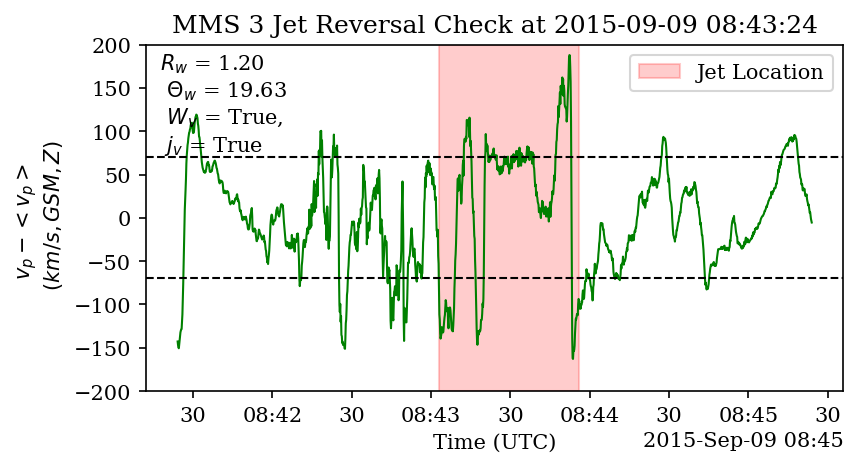 MMS 3 Jet Reversal Check at 2015-09-09 08:43:24
R_w = 1.20
Θ_w = 19.63
W_v = True,
j_v = True
Jet Location
200
150
100
50
0
−50
−100
−150
−200
v_p − < v_p >
(km/s, GSM, Z)
30 08:42 30 08:43 30 08:44 30 08:45 30
Time (UTC)
2015-Sep-09 08:45